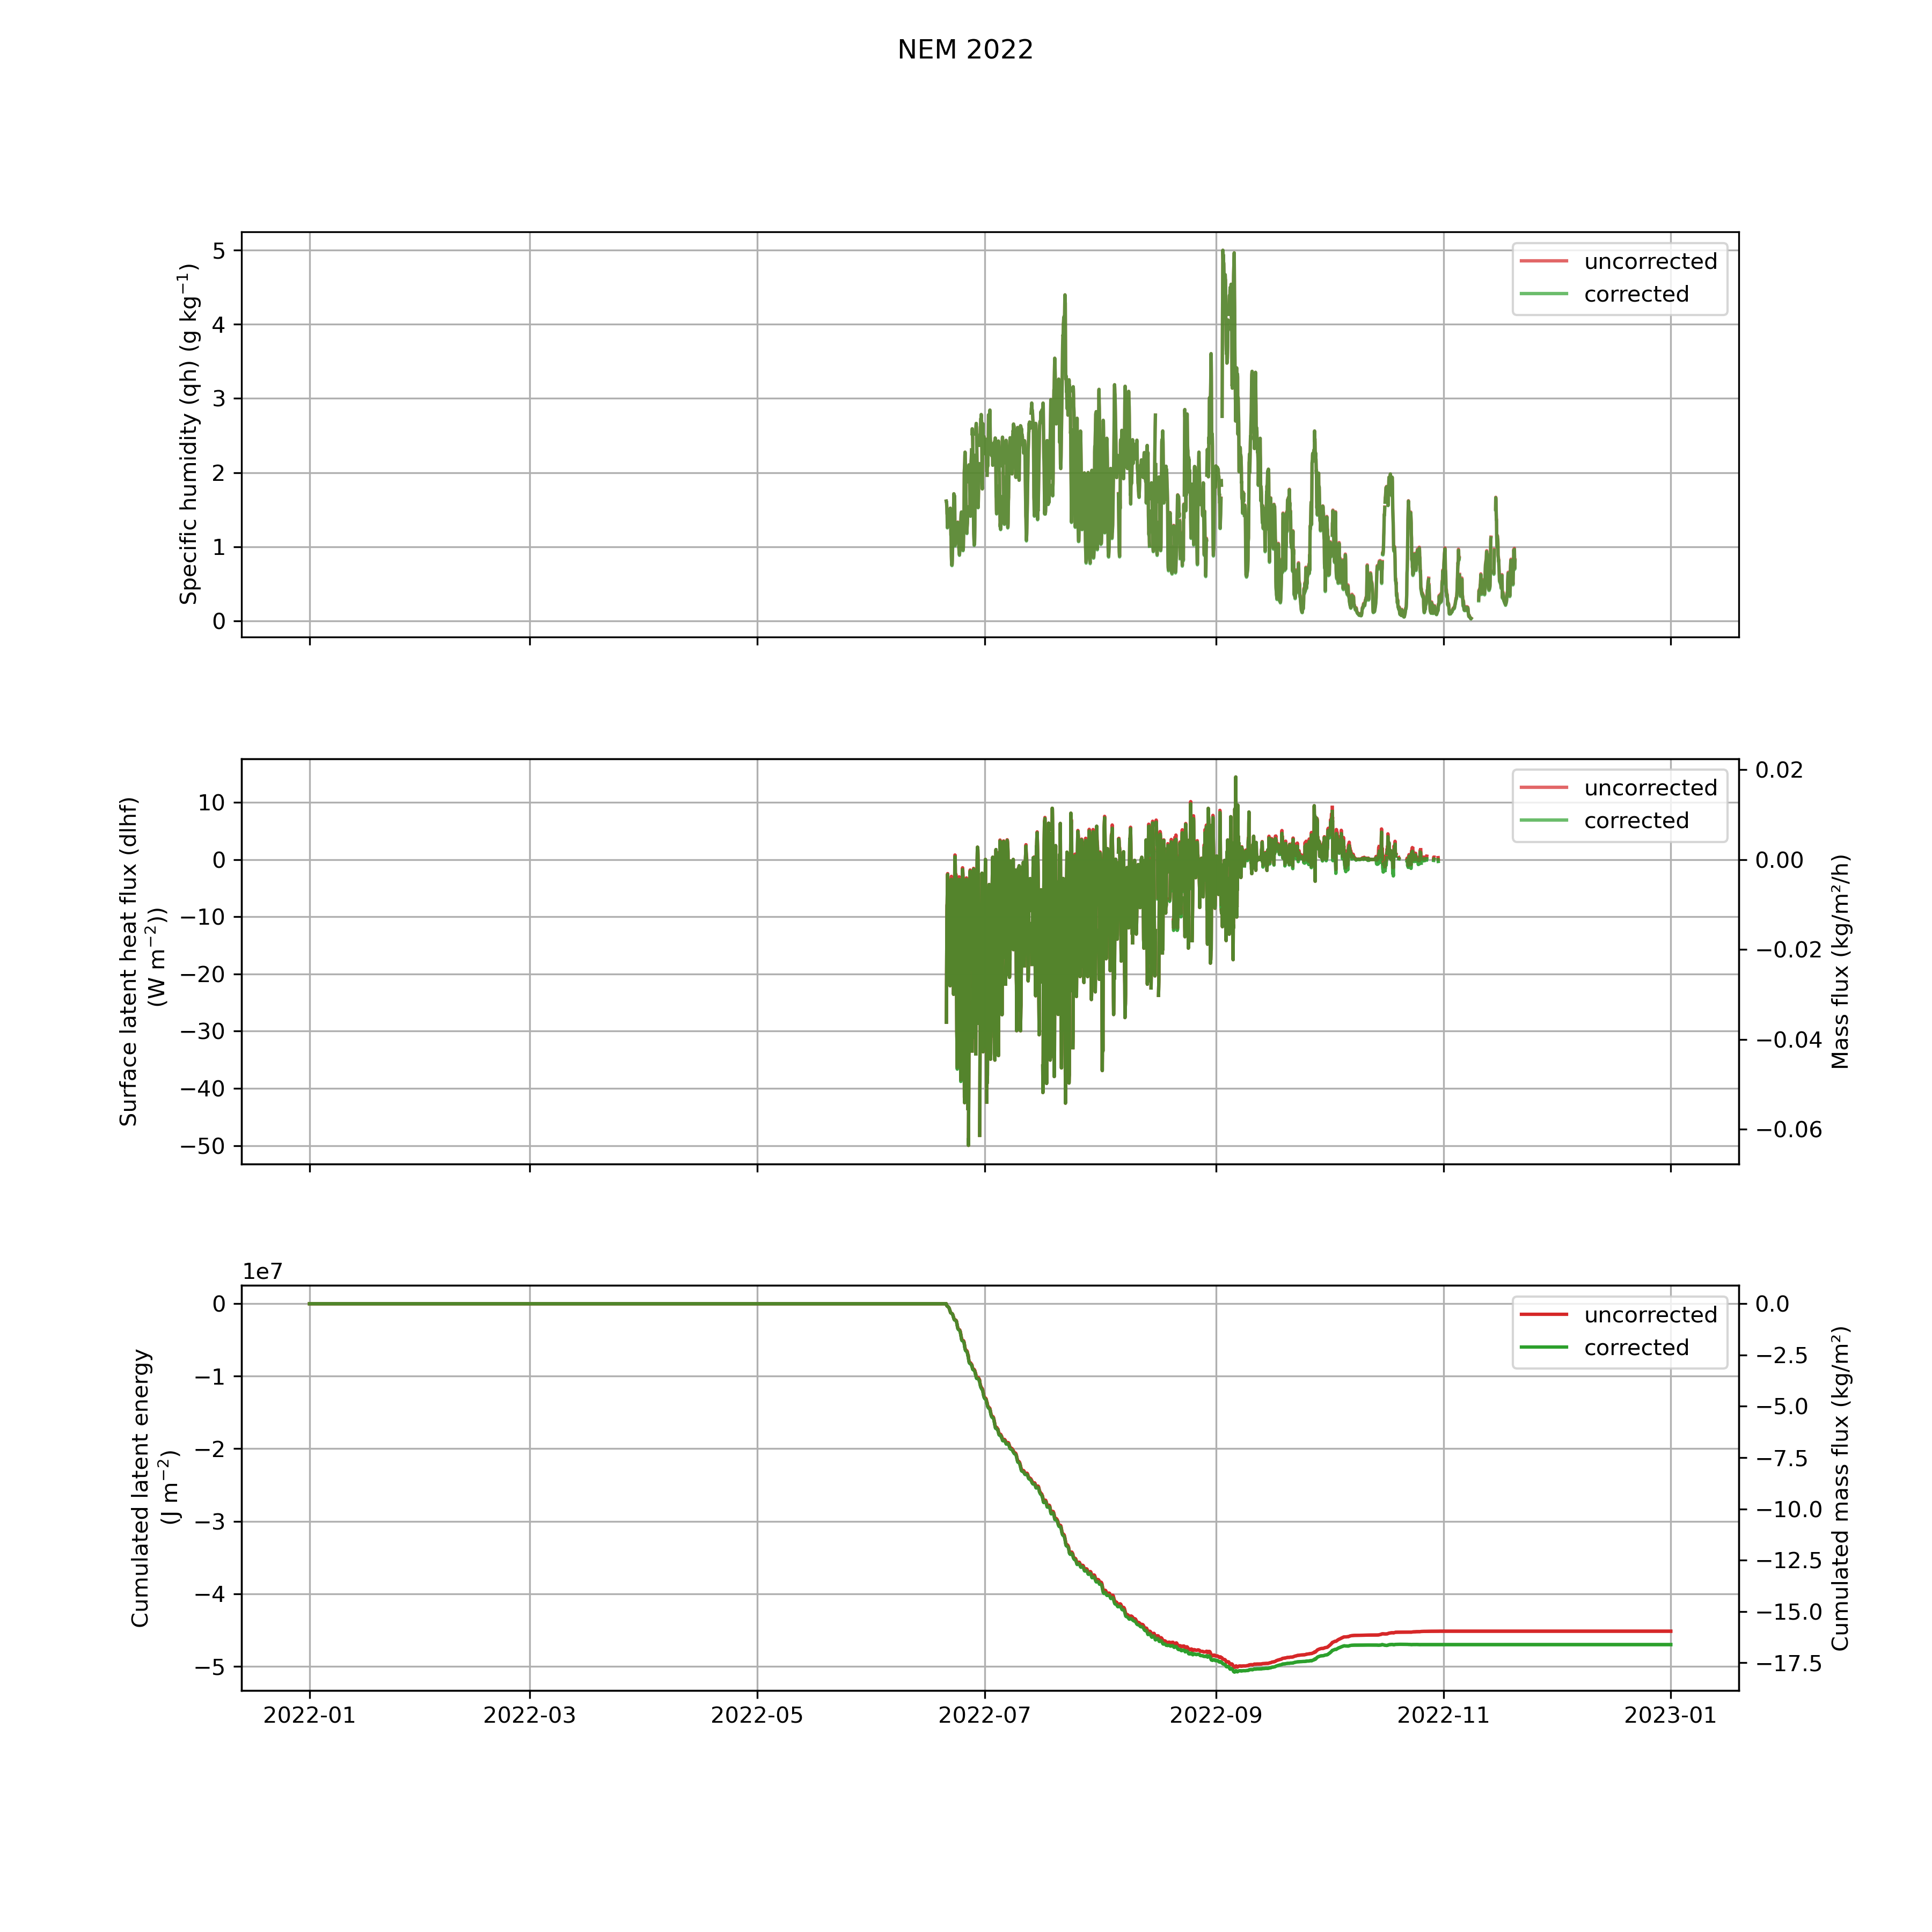 NEM 2022
Specific humidity (qh) (g kg⁻¹)
5
4
3
2
1
0
uncorrected
corrected
Surface latent heat flux (dlhf)
(W m⁻²))
10
0
−10
−20
−30
−40
−50
uncorrected
corrected
0.02
0.00
−0.02
−0.04
−0.06
Mass flux (kg/m²/h)
1e7
Cumulated latent energy
(J m⁻²)
0
−1
−2
−3
−4
−5
uncorrected
corrected
0.0
−2.5
−5.0
−7.5
−10.0
−12.5
−15.0
−17.5
Cumulated mass flux (kg/m²)
2022-01 2022-03 2022-05 2022-07 2022-09 2022-11 2023-01